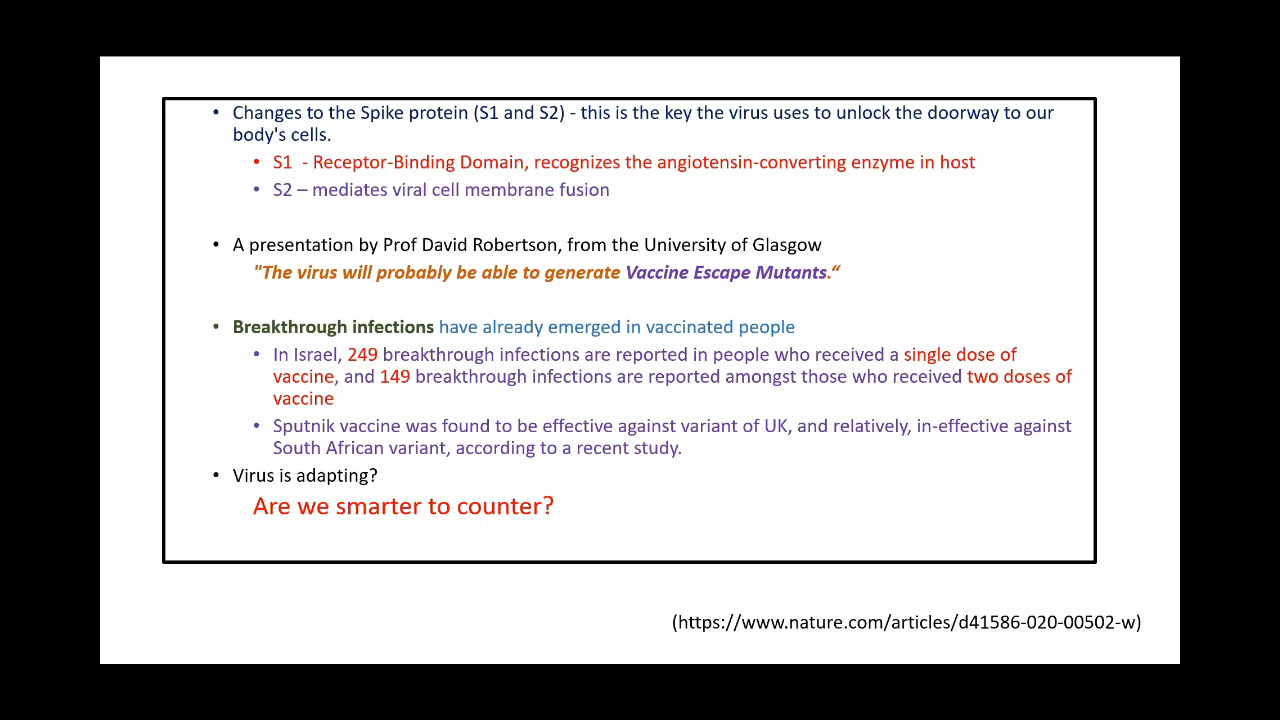 • Changes to the Spike protein (S1 and S2) - this is the key the virus uses to unlock the doorway to our
body's cells.
• S1 - Receptor-Binding Domain, recognizes the angiotensin-converting enzyme in host
• S2 – mediates viral cell membrane fusion
• A presentation by Prof David Robertson, from the University of Glasgow
"The virus will probably be able to generate Vaccine Escape Mutants.“
• Breakthrough infections have already emerged in vaccinated people
• In Israel, 249 breakthrough infections are reported in people who received a single dose of
vaccine, and 149 breakthrough infections are reported amongst those who received two doses of
vaccine
• Sputnik vaccine was found to be effective against variant of UK, and relatively, in-effective against
South African variant, according to a recent study.
• Virus is adapting?
Are we smarter to counter?
(https://www.nature.com/articles/d41586-020-00502-w)